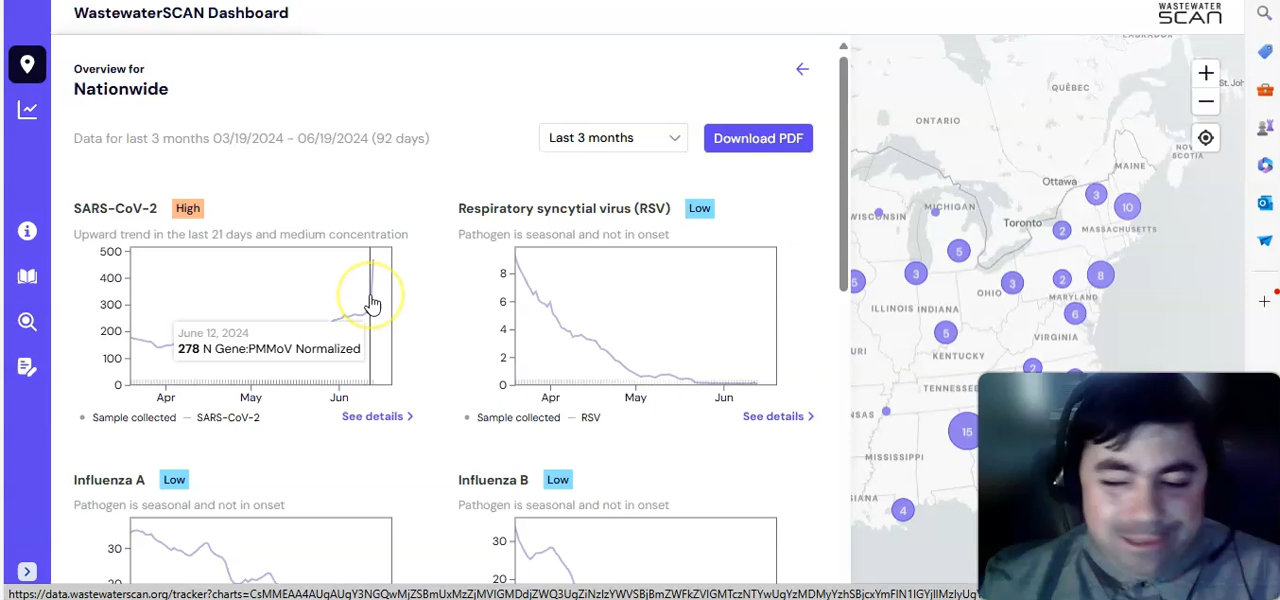 WastewaterSCAN Dashboard
WASTEWATER
SCAN
Overview for
Nationwide
Data for last 3 months 03/19/2024 - 06/19/2024 (92 days)
Last 3 months
Download PDF
SARS-CoV-2 High
Upward trend in the last 21 days and medium concentration
500
400
300
200
100
0
June 12, 2024
278 N Gene:PMMoV Normalized
Apr May Jun
Sample collected SARS-CoV-2
See details
Respiratory syncytial virus (RSV) Low
Pathogen is seasonal and not in onset
8
6
4
2
0
Apr May Jun
Sample collected RSV
See details
Influenza A Low
Pathogen is seasonal and not in onset
30
Influenza B Low
Pathogen is seasonal and not in onset
30
20
QUÉBEC
ONTARIO
MAINE
NOVA
SCOTIA
St. Joh
Ottawa
3
10
MICHIGAN
Toronto
2
MASSACHUSETTS
5
3
3
2
8
OHIO
MARYLAND
ILLINOIS INDIANA
6
5
VIRGINIA
KENTUCKY
2
TENNESSEE
15
MISSISSIPPI
4